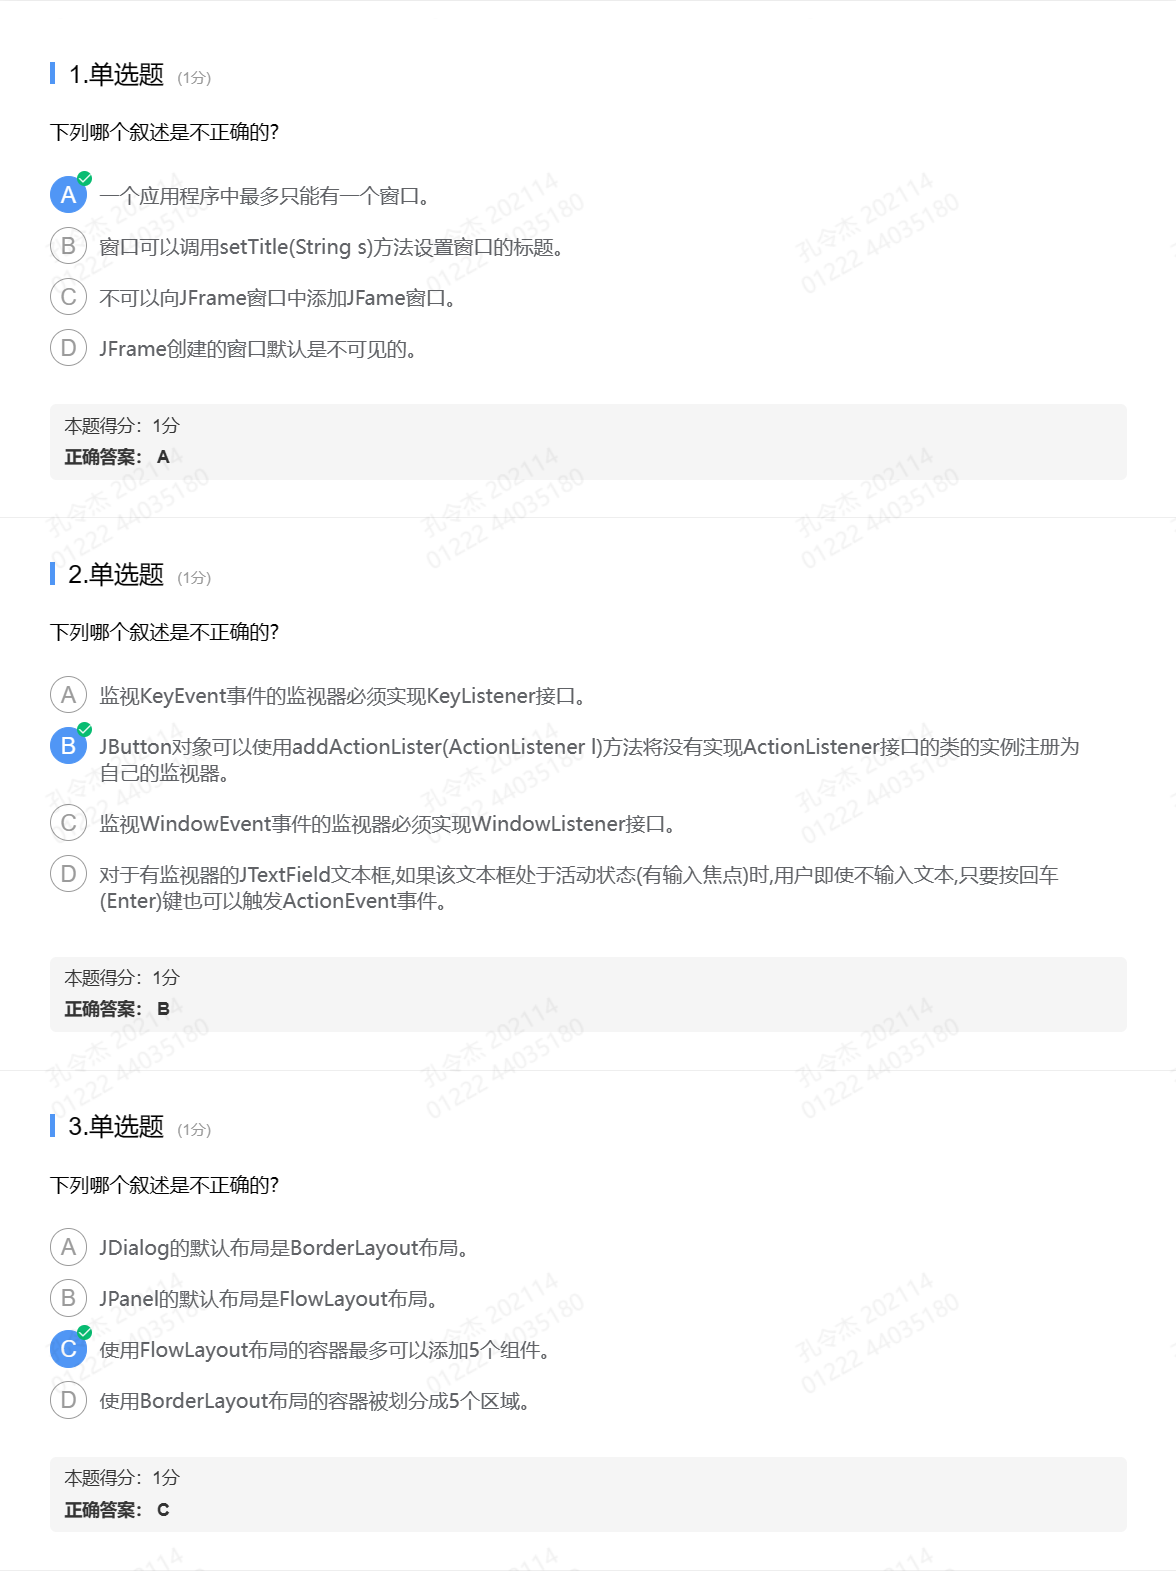 1.单选题 (1分)
下列哪个叙述是不正确的?
A 一个应用程序中最多只能有一个窗口。
B 窗口可以调用setTitle(String s)方法设置窗口的标题。
C 不可以向JFrame窗口中添加JFame窗口。
D JFrame创建的窗口默认是不可见的。
本题得分: 1分
正确答案: A
2.单选题 (1分)
下列哪个叙述是不正确的?
A 监视KeyEvent事件的监视器必须实现KeyListener接口。
B JButton对象可以使用addActionLister(ActionListener l)方法将没有实现ActionListener接口的类的实例注册为
自己的监视器。
C 监视WindowEvent事件的监视器必须实现WindowListener接口。
D 对于有监视器的JTextField文本框,如果该文本框处于活动状态(有输入焦点)时,用户即使不输入文本,只要按回车
(Enter)键也可以触发ActionEvent事件。
本题得分: 1分
正确答案: B
3.单选题 (1分)
下列哪个叙述是不正确的?
A JDialog的默认布局是BorderLayout布局。
B JPanel的默认布局是FlowLayout布局。
C 使用FlowLayout布局的容器最多可以添加5个组件。
D 使用BorderLayout布局的容器被划分成5个区域。
本题得分: 1分
正确答案: C
孔令杰 202114
01222 44035180